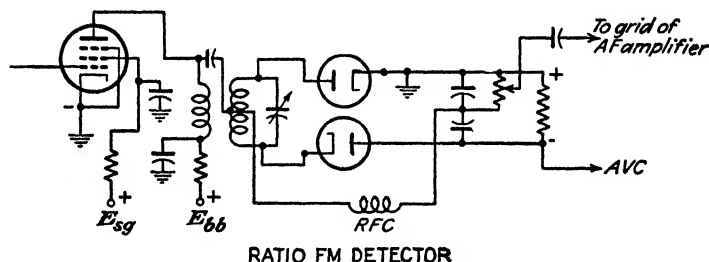 To grid of
AF amplifier
+
-
-
AVC
+
+
Esg
Ebb
RFC
RATIO FM DETECTOR